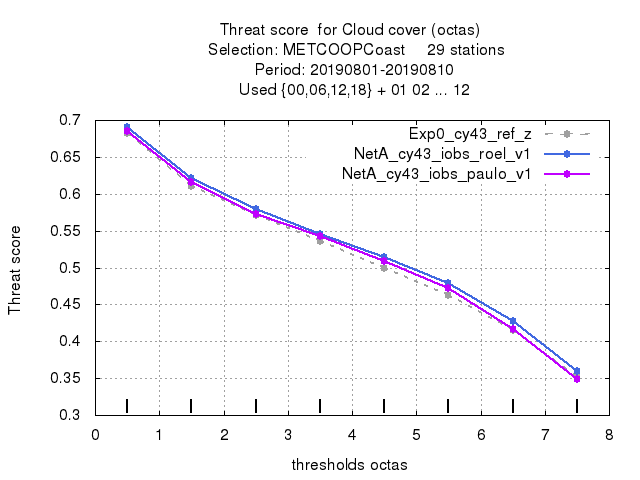 Threat score  for Cloud cover (octas)
Selection: METCOOPCoast     29 stations
Period: 20190801-20190810
Used {00,06,12,18} + 01 02 ... 12
Exp0_cy43_ref_z
NetA_cy43_iobs_roel_v1
NetA_cy43_iobs_paulo_v1
Threat score
0.7
0.65
0.6
0.55
0.5
0.45
0.4
0.35
0.3
0 1 2 3 4 5 6 7 8
thresholds octas